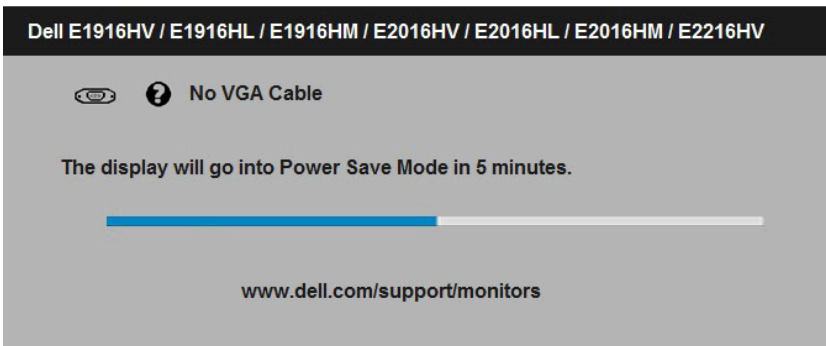 Dell E1916HV / E1916HL / E1916HM / E2016HV / E2016HL / E2016HM / E2216HV
No VGA Cable
The display will go into Power Save Mode in 5 minutes.
www.dell.com/support/monitors